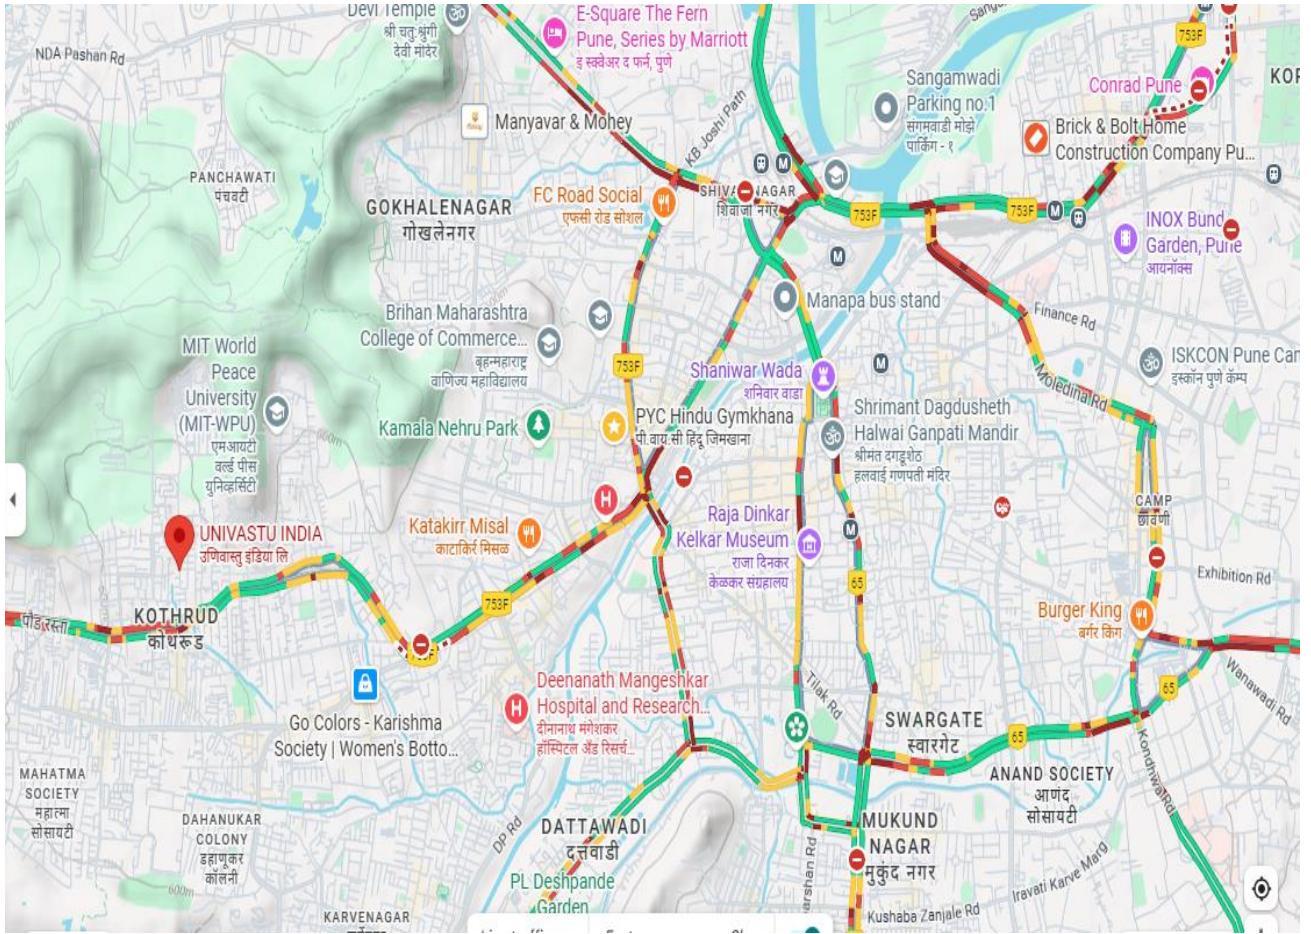 Devi Temple
श्री चतुःश्रृंगी
देवी मंदिर
NDA Pashan Rd
E-Square The Fern
Pune, Series by Marriott
इ स्क्वेअर द फर्न, पुणे
753F
Conrad Pune
Sangamwadi
Parking no.1
संगमवाडी मोझे
पार्किंग - १
Brick & Bolt Home
Construction Company Pu...
Manyavar & Mohey
KB Joshi Path
PANCHAWATI
पंचवटी
GOKHALENAGAR
गोखलेनगर
FC Road Social
एफसी रोड सोशल
शिवाजी नगर
M
753F
753F
M
INOX Bund
Garden, Pune
आयनॉक्स
M
Manapa bus stand
Finance Rd
Brihan Maharashtra
College of Commerce...
बृहन्महाराष्ट्र
वाणिज्य महाविद्यालय
MIT World
Peace
University
(MIT-WPU)
एमआयटी
वर्ल्ड पीस
युनिव्हर्सिटी
753F
Shaniwar Wada
शनिवार वाडा
M
ISKCON Pune Cam
इस्कॉन पुणे कॅम्प
Moledina Rd
Kamala Nehru Park
PYC Hindu Gymkhana
पी.वाय.सी हिंदू जिमखाना
Shrimant Dagdusheth
Halwai Ganpati Mandir
श्रीमंत दगडूशेठ
हलवाई गणपती मंदिर
H
CAMP
छावणी
UNIVASTU INDIA
उणिवास्तु इंडिया लि
Katakirr Misal
काटाकिर्र मिसळ
Raja Dinkar
Kelkar Museum
राजा दिनकर
केळकर संग्रहालय
M
65
Exhibition Rd
753F
Burger King
बर्गर किंग
पौड रस्ता
KOTHRUD
कोथरूड
Wanawadi Rd
Go Colors - Karishma
Society | Women's Botto...
H
Deenanath Mangeshkar
Hospital and Research...
दीनानाथ मंगेशकर
हॉस्पिटल अँड रिसर्च...
Tilak Rd
65
SWARGATE
स्वारगेट
65
Kondhwa Rd
MAHATMA
SOCIETY
महात्मा
सोसायटी
ANAND SOCIETY
आणंद
सोसायटी
DAHANUKAR
COLONY
डहाणूकर
कॉलनी
DP Rd
DATTAWADI
दत्तवाडी
MUKUND
NAGAR
मुकुंद नगर
600m
PL Deshpande
Garden
Iravati Karve Marg
KARVENAGAR
Kushaba Zanjale Rd